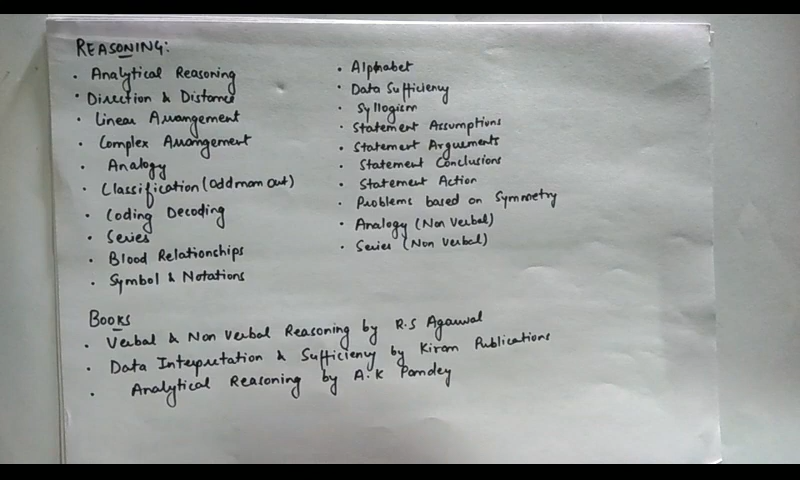 REASONING:
• Analytical Reasoning
• Direction & Distance
• Linear Arrangement
• Complex Arrangement
• Analogy
• Classification (Odd man out)
• Coding Decoding
• Series
• Blood Relationships
• Symbol & Notations
• Alphabet
• Data Sufficiency
• Syllogism
• Statement Assumptions
• Statement Arguements
• Statement Conclusions
• Statement Action
• Problems based on Symmetry
• Analogy (Non Verbal)
• Series (Non Verbal)
BOOKS
• Verbal & Non Verbal Reasoning by R.S Agarwal
• Data Interpretation & Sufficiency by Kiran Publications
• Analytical Reasoning by A.K Pandey